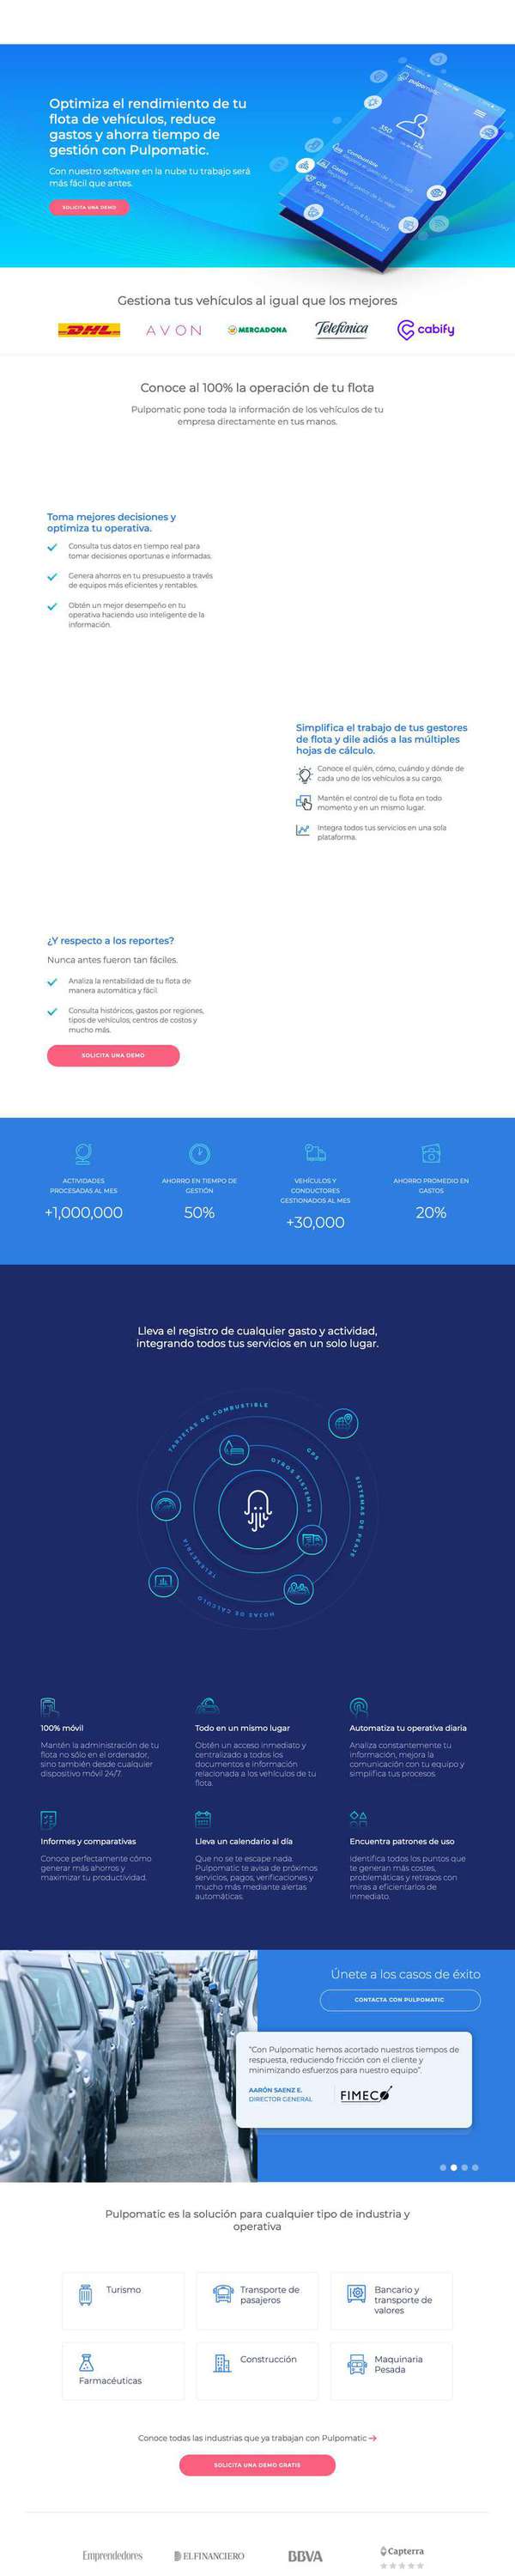 Optimiza el rendimiento de tu
flota de vehículos, reduce
gastos y ahorra tiempo de
gestión con Pulpomatic.
Con nuestro software en la nube tu trabajo será
más fácil que antes.
SOLICITA UNA DEMO
pulpomatic
350
124
Combustible
Gastos
GPS
Gestiona tus vehículos al igual que los mejores
DHL
AVON
MERCADONA
Telefónica
cabify
Conoce al 100% la operación de tu flota
Pulpomatic pone toda la información de los vehículos de tu
empresa directamente en tus manos.
Toma mejores decisiones y
optimiza tu operativa.
Consulta tus datos en tiempo real para
tomar decisiones oportunas e informadas.
Genera ahorros en tu presupuesto a través
de equipos más eficientes y rentables.
Obtén un mejor desempeño en tu
operativa haciendo uso inteligente de la
información.
Simplifica el trabajo de tus gestores
de flota y dile adiós a las múltiples
hojas de cálculo.
Conoce el quién, cómo, cuándo y dónde de
cada uno de los vehículos a su cargo.
Mantén el control de tu flota en todo
momento y en un mismo lugar.
Integra todos tus servicios en una sola
plataforma.
¿Y respecto a los reportes?
Nunca antes fueron tan fáciles.
Analiza la rentabilidad de tu flota de
manera automática y fácil.
Consulta históricos, gastos por regiones,
tipos de vehículos, centros de costos y
mucho más.
SOLICITA UNA DEMO
ACTIVIDADES
PROCESADAS AL MES
+1,000,000
AHORRO EN TIEMPO DE
GESTIÓN
50%
VEHÍCULOS Y
CONDUCTORES
GESTIONADOS AL MES
+30,000
AHORRO PROMEDIO EN
GASTOS
20%
Lleva el registro de cualquier gasto y actividad,
integrando todos tus servicios en un solo lugar.
TARJETAS DE COMBUSTIBLE
GPS
OTROS SISTEMAS
SISTEMAS DE PEAJE
TELEMETRÍA
HOJAS DE CÁLCULO
100% móvil
Mantén la administración de tu
flota no sólo en el ordenador,
sino también desde cualquier
dispositivo móvil 24/7.
Todo en un mismo lugar
Obtén un acceso inmediato y
centralizado a todos los
documentos e información
relacionada a los vehículos de tu
flota.
Automatiza tu operativa diaria
Analiza constantemente tu
información, mejora la
comunicación con tu equipo y
simplifica tus procesos.
Informes y comparativas
Conoce perfectamente cómo
generar más ahorros y
maximizar tu productividad.
Lleva un calendario al día
Que no se te escape nada.
Pulpomatic te avisa de próximos
servicios, pagos, verificaciones y
mucho más mediante alertas
automáticas.
Encuentra patrones de uso
Identifica todos los puntos que
te generan más costes,
problemáticas y retrasos con
miras a eficientarlos de
inmediato.
Únete a los casos de éxito
CONTACTA CON PULPOMATIC
"Con Pulpomatic hemos acortado nuestros tiempos de
respuesta, reduciendo fricción con el cliente y
minimizando esfuerzos para nuestro equipo".
AARÓN SAENZ E.
DIRECTOR GENERAL
FIMECO
Pulpomatic es la solución para cualquier tipo de industria y
operativa
Turismo
Transporte de
pasajeros
Bancario y
transporte de
valores
Farmacéuticas
Construcción
Maquinaria
Pesada
Conoce todas las industrias que ya trabajan con Pulpomatic →
SOLICITA UNA DEMO GRATIS
Emprendedores
EL FINANCIERO
BBVA
Capterra